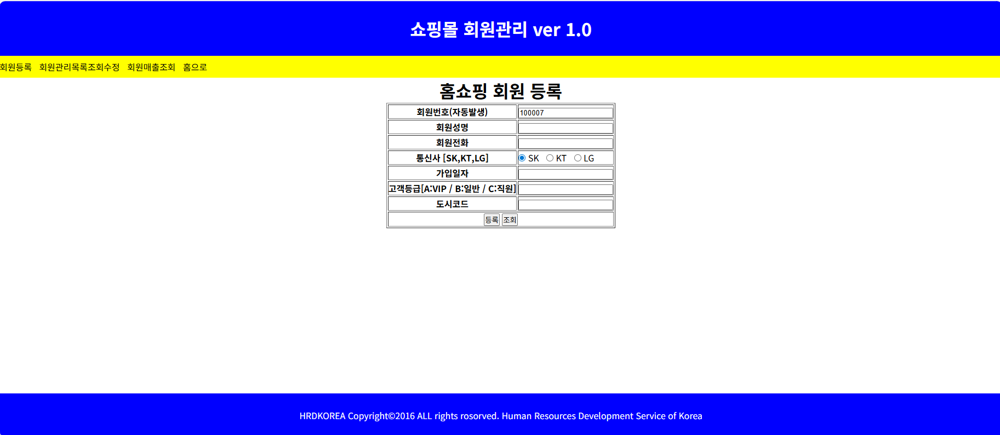 쇼핑몰 회원관리 ver 1.0
회원등록 회원관리목록조회수정 회원매출조회 홈으로
홈쇼핑 회원 등록
회원번호(자동발생) 100007
회원성명
회원전화
통신사 [SK,KT,LG] SK KT LG
가입일자
고객등급[A:VIP / B:일반 / C:직원]
도시코드
등록 조회
HRDKOREA Copyright©2016 ALL rights rosorved. Human Resources Development Service of Korea